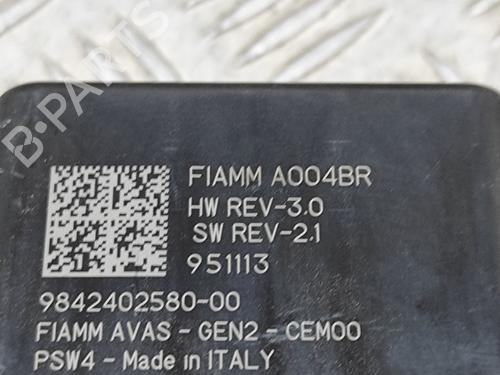 B-PARTS
FIAMM A004BR
HW REV-3.0
SW REV-2.1
951113
9842402580-00
FIAMM AVAS - GEN2 - CEM00
PSW4 - Made in ITALY